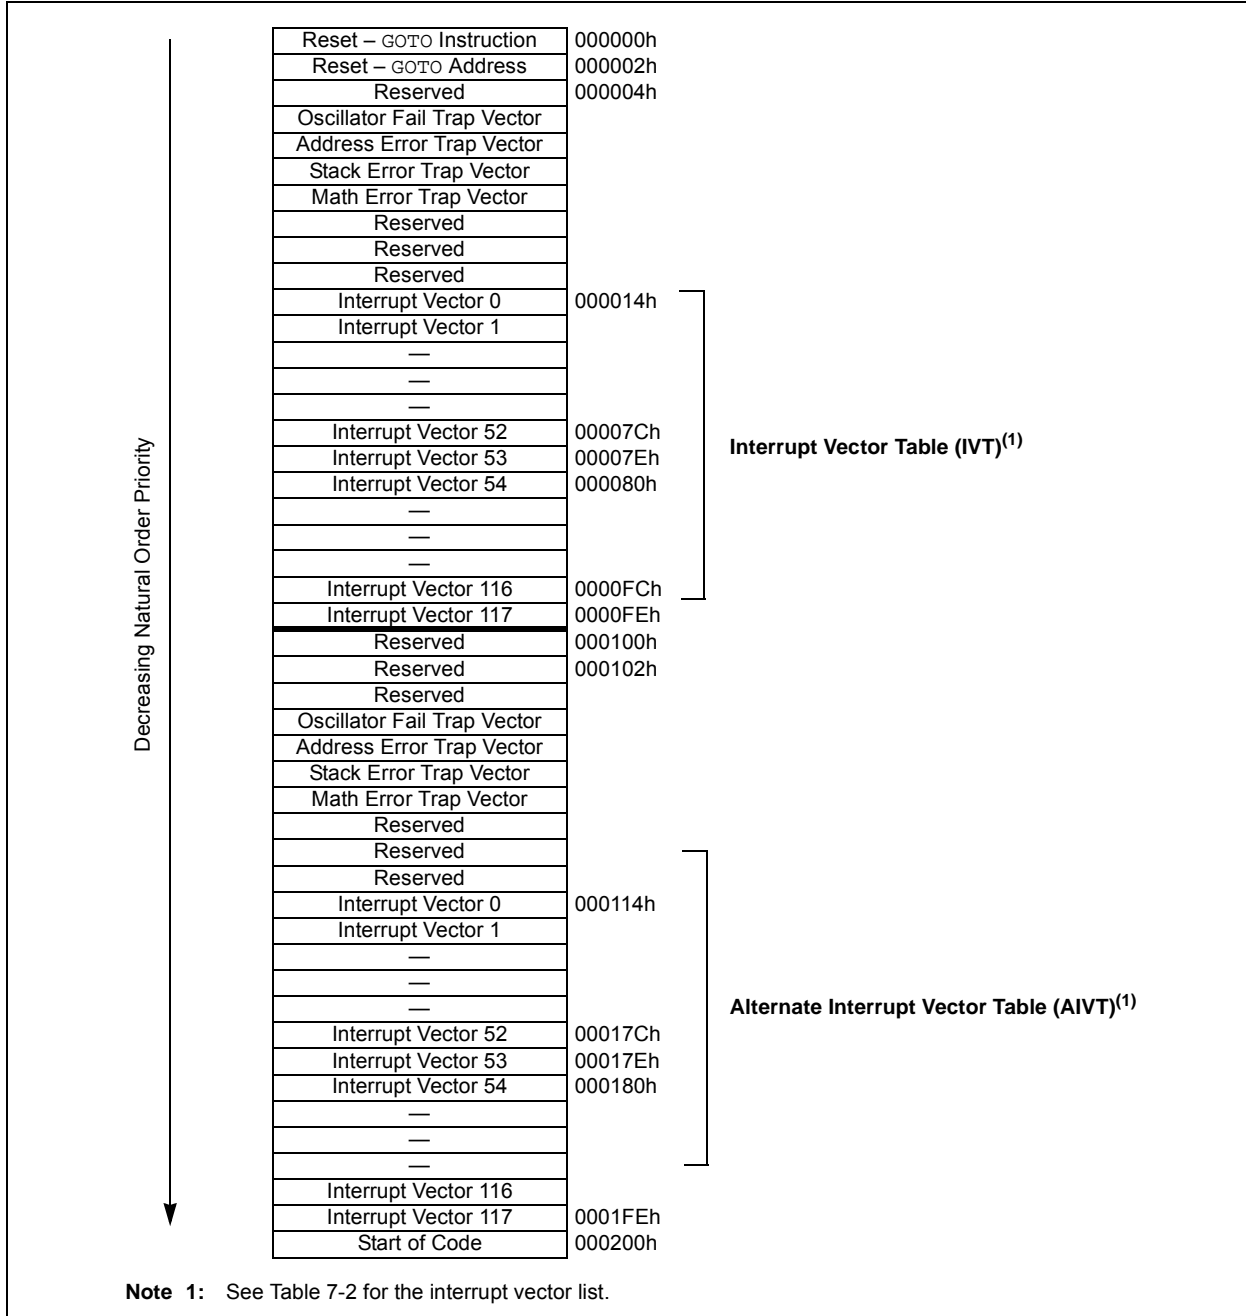 Reset – GOTO Instruction 000000h
Reset – GOTO Address 000002h
Reserved 000004h
Oscillator Fail Trap Vector
Address Error Trap Vector
Stack Error Trap Vector
Math Error Trap Vector
Reserved
Reserved
Reserved
Interrupt Vector 0 000014h
Interrupt Vector 1
—
—
—
Interrupt Vector 52 00007Ch
Interrupt Vector 53 00007Eh
Interrupt Vector 54 000080h
—
—
—
Interrupt Vector 116 0000FCh
Interrupt Vector 117 0000FEh
Interrupt Vector Table (IVT)(1)
Decreasing Natural Order Priority
Reserved 000100h
Reserved 000102h
Reserved
Oscillator Fail Trap Vector
Address Error Trap Vector
Stack Error Trap Vector
Math Error Trap Vector
Reserved
Reserved
Reserved
Interrupt Vector 0 000114h
Interrupt Vector 1
—
—
—
Interrupt Vector 52 00017Ch
Interrupt Vector 53 00017Eh
Interrupt Vector 54 000180h
—
—
—
Interrupt Vector 116
Interrupt Vector 117 0001FEh
Start of Code 000200h
Alternate Interrupt Vector Table (AIVT)(1)
Note 1: See Table 7-2 for the interrupt vector list.